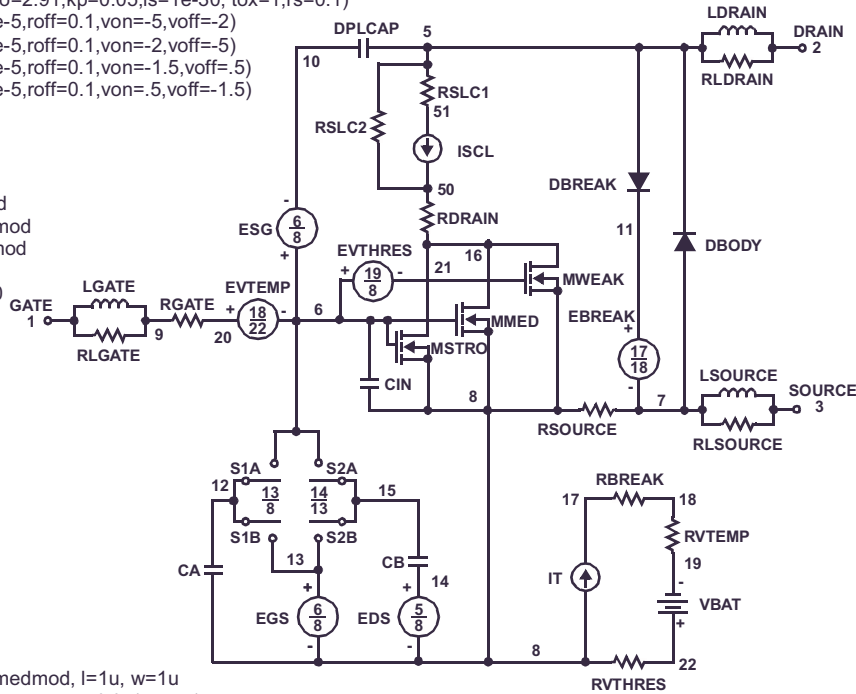 o=2.91,kp=0.05,is=1e-30, tox=1,rs=0.1)
e-5,roff=0.1,von=-5,voff=-2)
e-5,roff=0.1,von=-2,voff=-5)
e-5,roff=0.1,von=-1.5,voff=.5)
e-5,roff=0.1,von=.5,voff=-1.5)
d
mod
nod
)
LDRAIN
DPLCAP 5 DRAIN
10 2
RLDRAIN
RSLC1
51
RSLC2
ISCL
50
DBREAK
RDRAIN
- ESG 6/8 +
11
DBODY
EVTHRES
+ 19/8 -
21
16
MWEAK
LGATE
GATE
1
RLGATE
9
RGATE
20
EVTEMP
+ 18/22 -
6
MMED
MSTRO
EBREAK
+ 17/18 -
CIN
8
RSOURCE
7
LSOURCE
SOURCE
3
RLSOURCE
S1A S2A
12 13/8 14/13 15
S1B S2B
13
CA
CB
14
+ EGS 6/8 -
+ EDS 5/8 -
RBREAK
17 18
RVTEMP
19
IT
-
VBAT
+
8
22
RVTHRES
medmod, l=1u, w=1u